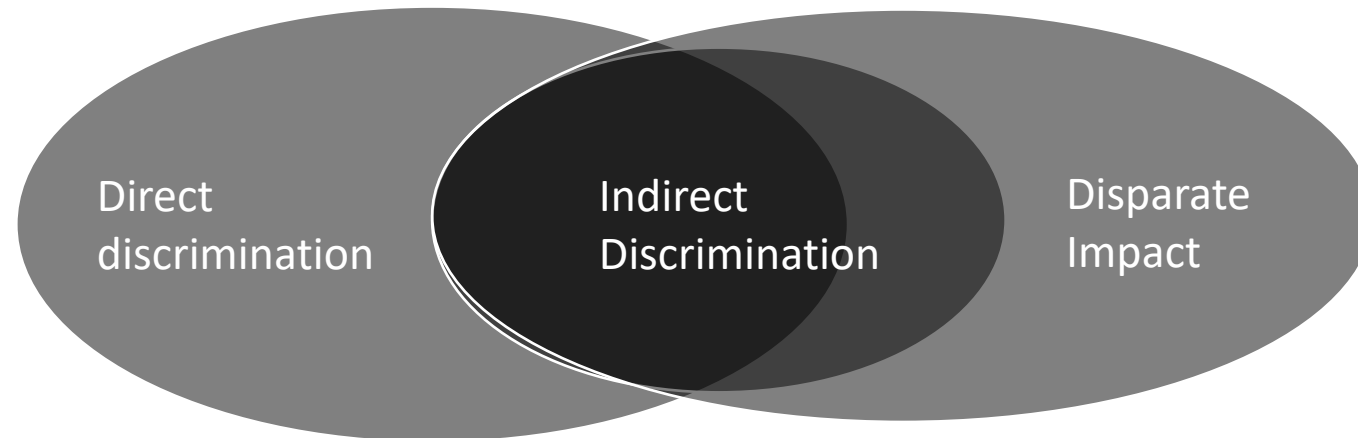 Direct
discrimination
Indirect
Discrimination
Disparate
Impact